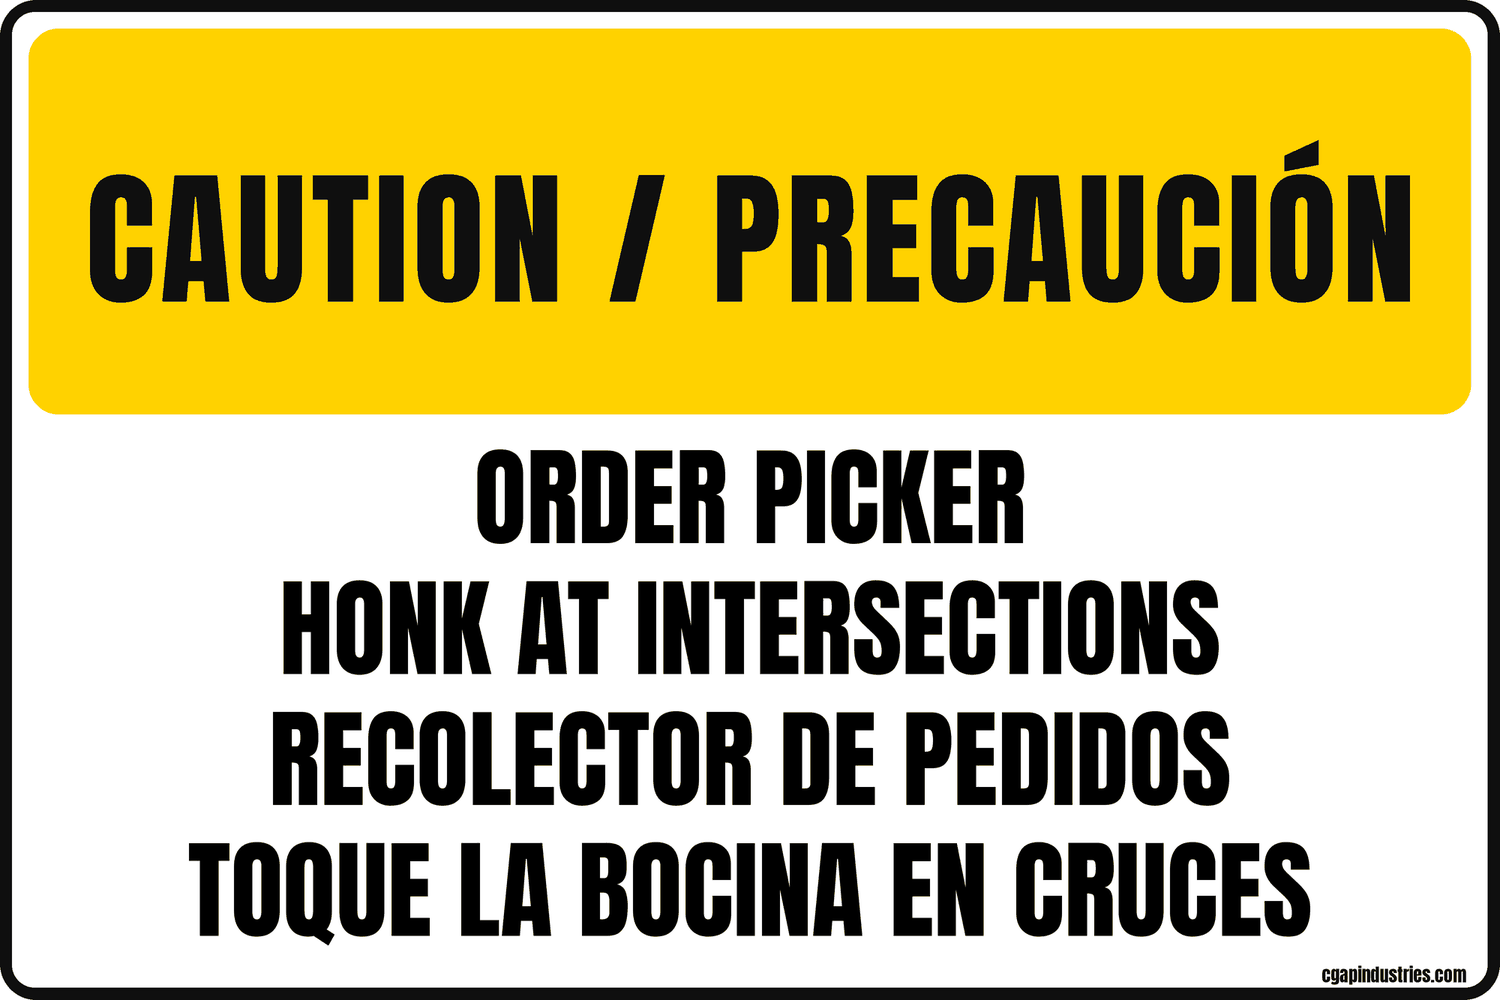 CAUTION / PRECAUCIÓN
ORDER PICKER
HONK AT INTERSECTIONS
RECOLECTOR DE PEDIDOS
TOQUE LA BOCINA EN CRUCES
cgapindustries.com